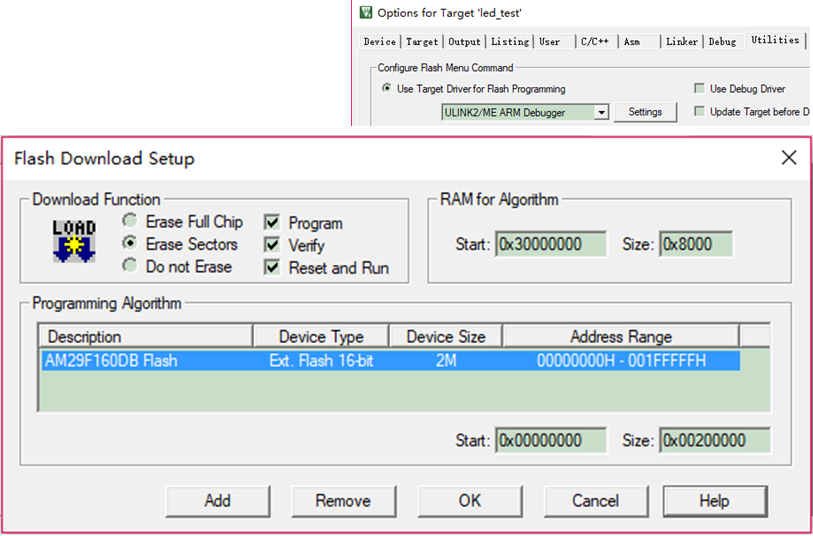 Options for Target 'led_test'
Device Target Output Listing User C/C++ Asm Linker Debug Utilities
Configure Flash Menu Command
Use Target Driver for Flash Programming
Use Debug Driver
ULINK2/ME ARM Debugger
Settings
Update Target before D
Flash Download Setup
Download Function
LOAD
Erase Full Chip
Erase Sectors
Do not Erase
Program
Verify
Reset and Run
RAM for Algorithm
Start: 0x30000000 Size: 0x8000
Programming Algorithm
Description Device Type Device Size Address Range
AM29F160DB Flash Ext. Flash 16-bit 2M 00000000H - 001FFFFFH
Start: 0x00000000 Size: 0x00200000
Add Remove OK Cancel Help